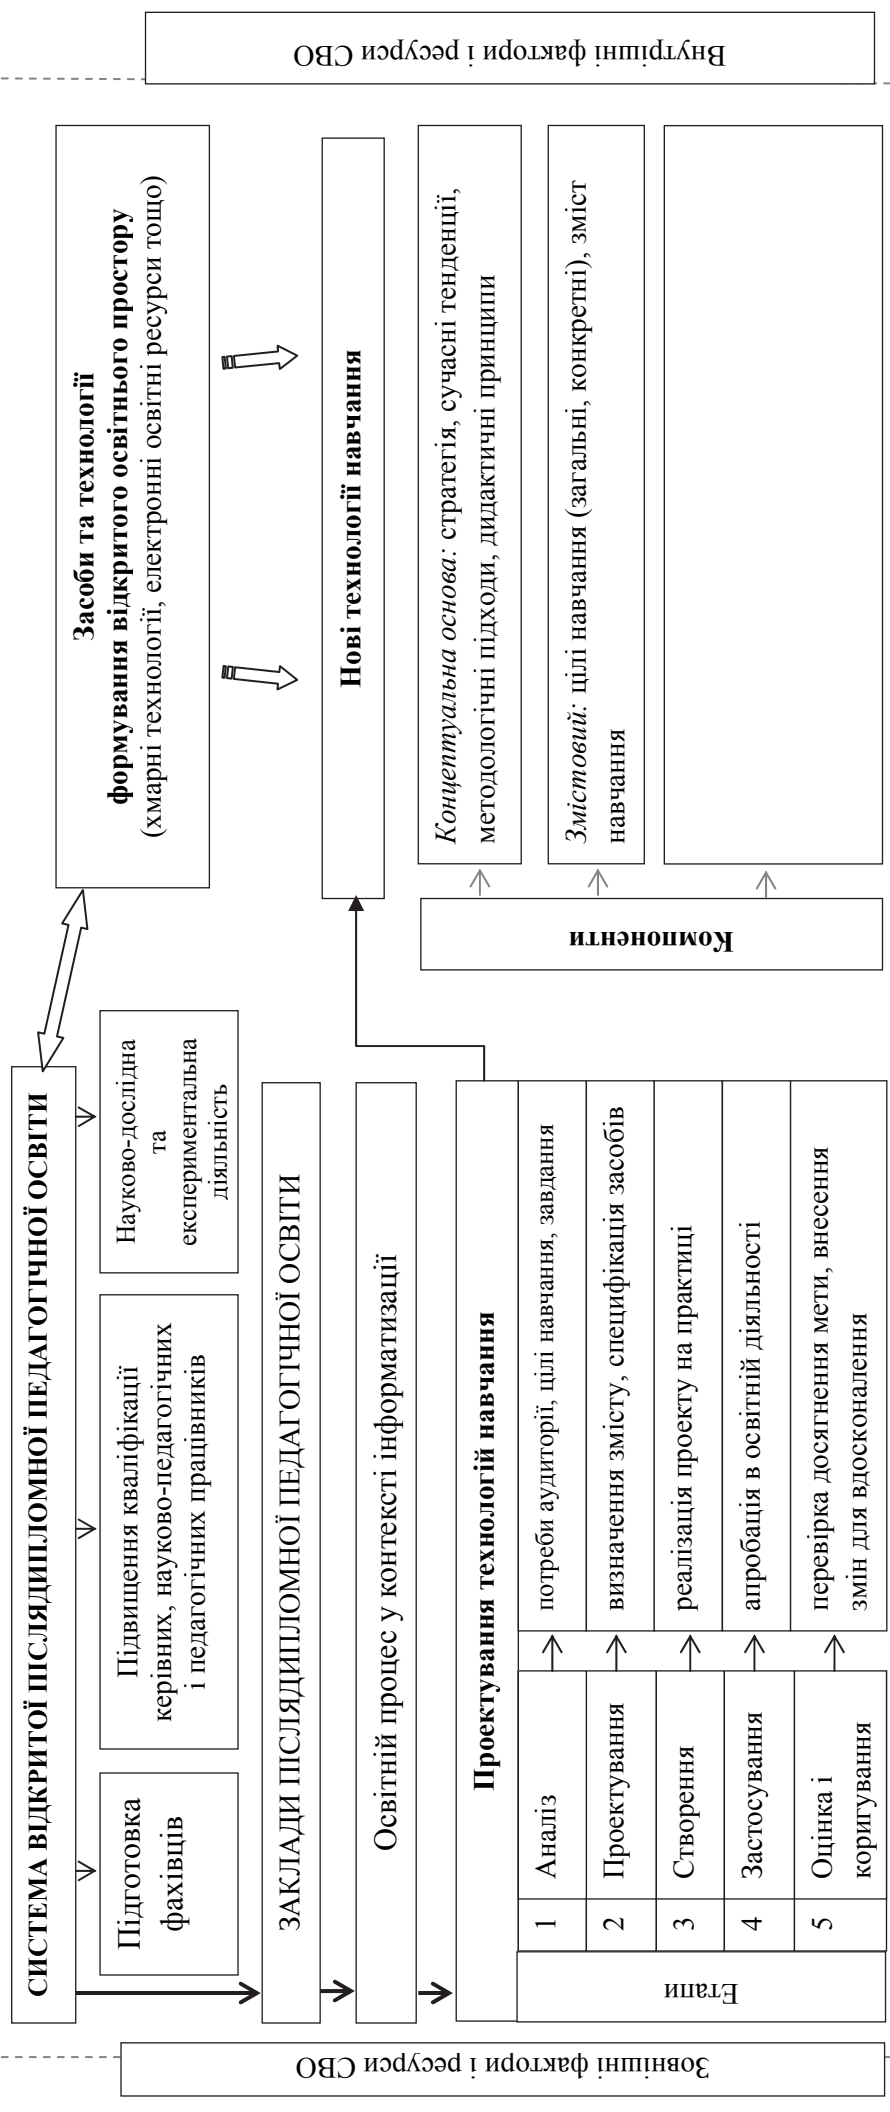 Зовнішні фактори і ресурси СВО
СИСТЕМА ВІДКРИТОЇ ПІСЛЯДИПЛОМНОЇ ПЕДАГОГІЧНОЇ ОСВІТИ
Підготовка
фахівців
Підвищення кваліфікації
керівних, науково-педагогічних
і педагогічних працівників
Науково-дослідна
та
експериментальна
діяльність
ЗАКЛАДИ ПІСЛЯДИПЛОМНОЇ ПЕДАГОГІЧНОЇ ОСВІТИ
Освітній процес у контексті інформатизації
Проектування технологій навчання
Етапи
1 Аналіз потреби аудиторії, цілі навчання, завдання
2 Проектування визначення змісту, специфікація засобів
3 Створення реалізація проекту на практиці
4 Застосування апробація в освітній діяльності
5 Оцінка і
коригування
перевірка досягнення мети, внесення
змін для вдосконалення
Засоби та технології
формування відкритого освітнього простору
(хмарні технології, електронні освітні ресурси тощо)
Нові технології навчання
Компоненти
Концептуальна основа: стратегія, сучасні тенденції,
методологічні підходи, дидактичні принципи
Змістовий: цілі навчання (загальні, конкретні), зміст
навчання
Внутрішні фактори і ресурси СВО